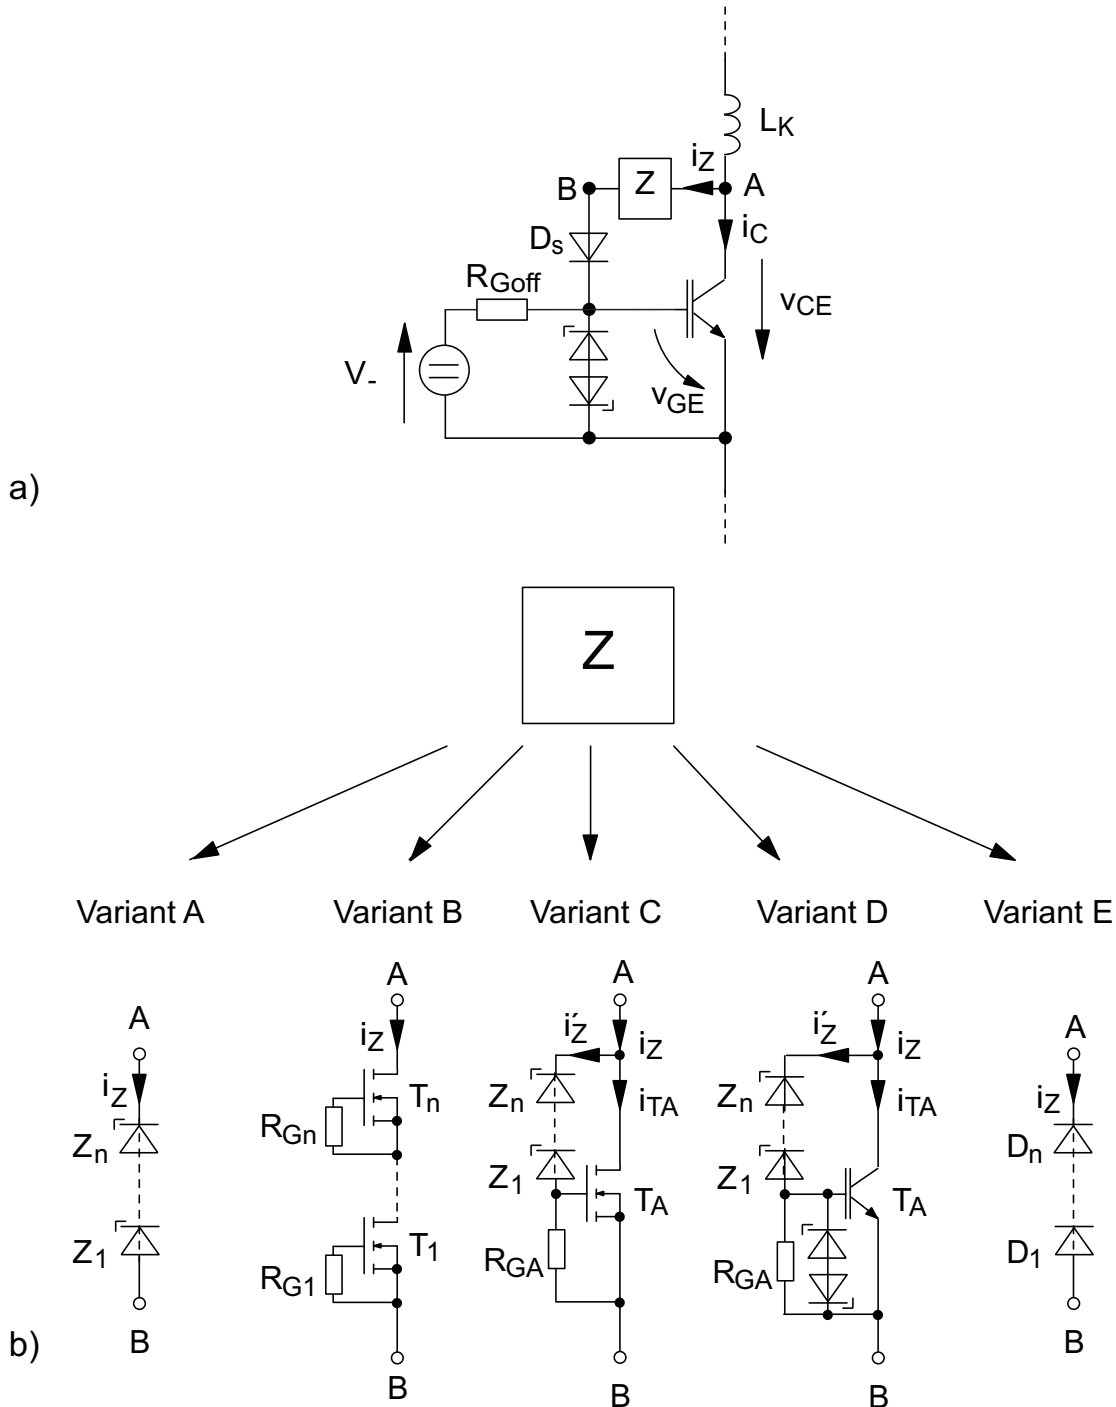 L_K
i_Z
B
Z
A
D_s
i_C
R_Goff
v_CE
V_-
v_GE
a)
Z
Variant A
Variant B
Variant C
Variant D
Variant E
A
i_Z
Z_n
Z_1
B
A
i_Z
T_n
R_Gn
T_1
R_G1
B
A
i´_Z
i_Z
Z_n
i_TA
Z_1
T_A
R_GA
B
A
i´_Z
i_Z
Z_n
i_TA
Z_1
T_A
R_GA
B
A
i_Z
D_n
D_1
B
b)